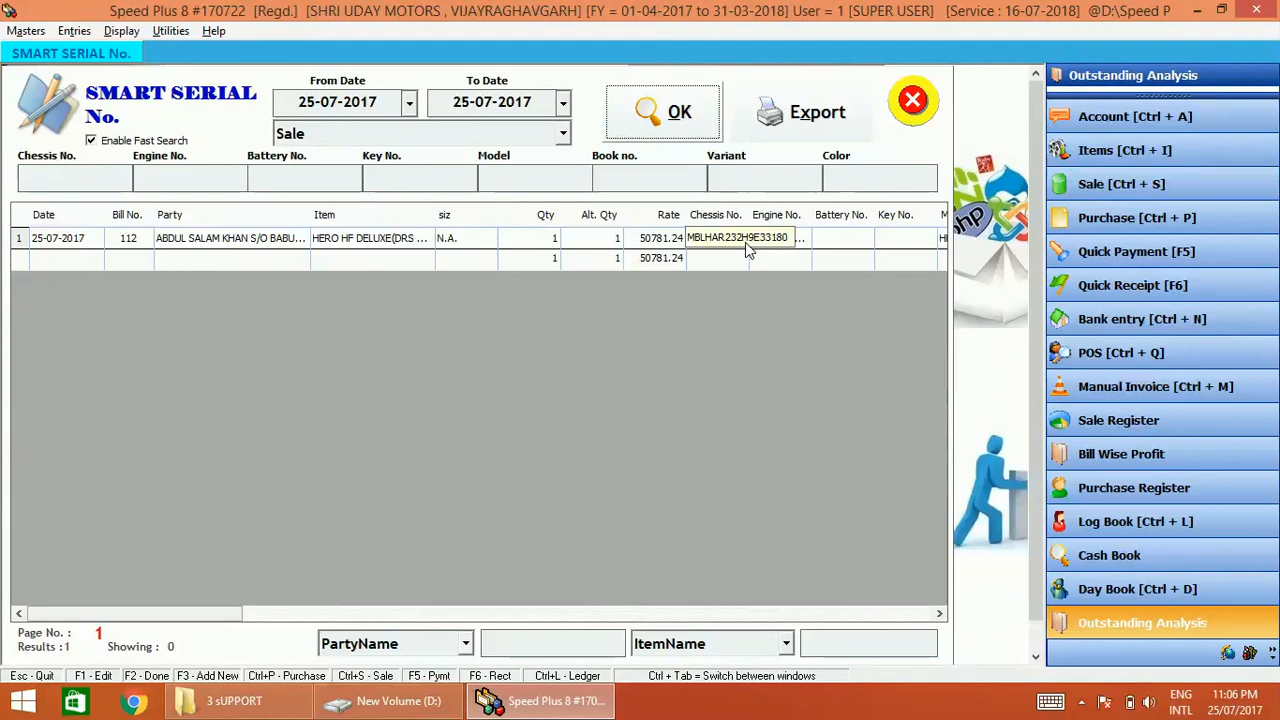 Speed Plus 8 #170722 [Regd.] [SHRI UDAY MOTORS , VIJAYRAGHAVGARH] [FY = 01-04-2017 to 31-03-2018] User = 1 [SUPER USER] [Service : 16-07-2018] @D:\Speed P
Masters Entries Display Utilities Help
SMART SERIAL No.
SMART SERIAL No.
Enable Fast Search
From Date To Date
25-07-2017 25-07-2017
Sale
OK
Export
Chessis No. Engine No. Battery No. Key No. Model Book no. Variant Color
Date Bill No. Party Item siz Qty Alt. Qty Rate Chessis No. Engine No. Battery No. Key No.
1 25-07-2017 112 ABDUL SALAM KHAN S/O BABU... HERO HF DELUXE(DRS ... N.A. 1 1 50781.24 MBLHAR232H9E33180 ...
1 1 50781.24
Page No. : 1
Results : 1 Showing : 0
PartyName ItemName
Outstanding Analysis
Account [Ctrl + A]
Items [Ctrl + I]
Sale [Ctrl + S]
Purchase [Ctrl + P]
Quick Payment [F5]
Quick Receipt [F6]
Bank entry [Ctrl + N]
POS [Ctrl + Q]
Manual Invoice [Ctrl + M]
Sale Register
Bill Wise Profit
Purchase Register
Log Book [Ctrl + L]
Cash Book
Day Book [Ctrl + D]
Outstanding Analysis
Esc - Quit F1 - Edit F2 - Done F3 - Add New Ctrl+P - Purchase Ctrl+S - Sale F5 - Pymt F6 - Rect Ctrl+L - Ledger Ctrl + Tab = Switch between windows
3 sUPPORT New Volume (D:) Speed Plus 8 #170...
ENG
INTL
11:06 PM
25/07/2017